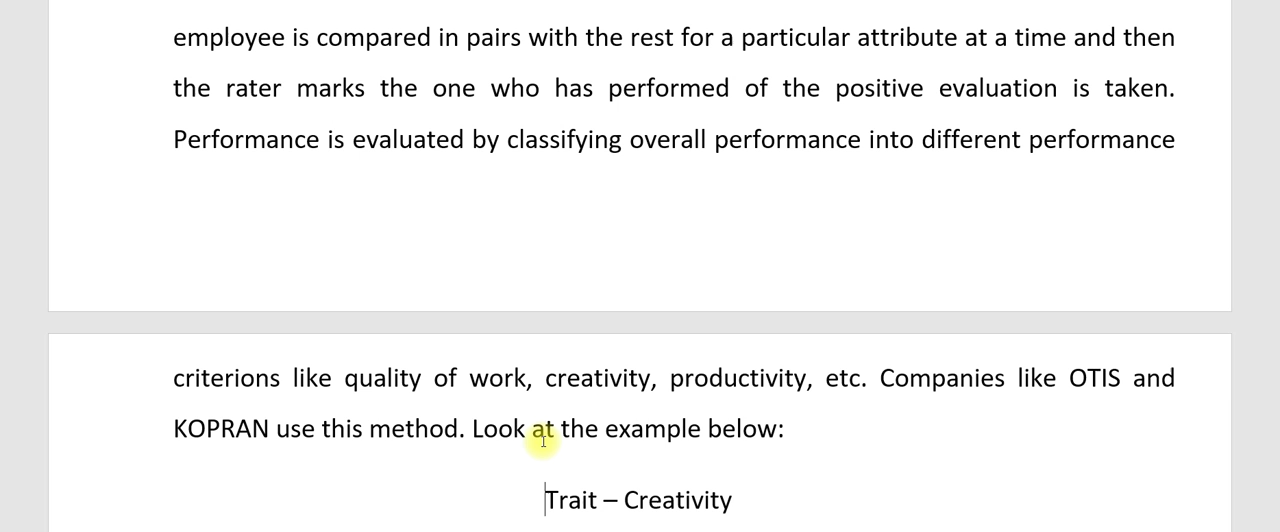 employee is compared in pairs with the rest for a particular attribute at a time and then
the rater marks the one who has performed of the positive evaluation is taken.
Performance is evaluated by classifying overall performance into different performance
criterions like quality of work, creativity, productivity, etc. Companies like OTIS and
KOPRAN use this method. Look at the example below:
Trait – Creativity